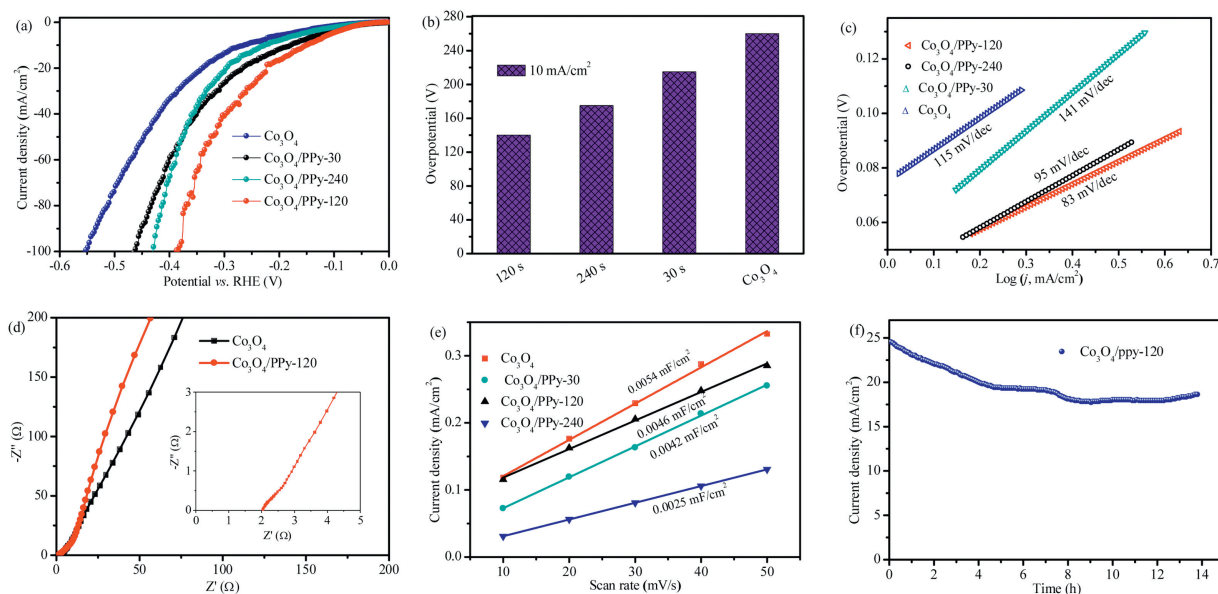 (a)
0
-20
-40
-60
-80
-100
Current density (mA/cm²)
Co₃O₄
Co₃O₄/PPy-30
Co₃O₄/PPy-240
Co₃O₄/PPy-120
-0.6 -0.5 -0.4 -0.3 -0.2 -0.1 0.0
Potential vs. RHE (V)
(b)
280
240
200
160
120
80
40
0
Overpotential (V)
10 mA/cm²
120 s 240 s 30 s Co₃O₄
(c)
0.12
0.10
0.08
0.06
Overpotential (V)
Co₃O₄/PPy-120
Co₃O₄/PPy-240
Co₃O₄/PPy-30
Co₃O₄
115 mV/dec
141 mV/dec
95 mV/dec
83 mV/dec
0.0 0.1 0.2 0.3 0.4 0.5 0.6 0.7
Log (j, mA/cm²)
(d)
200
150
100
50
0
-Z'' (Ω)
Co₃O₄
Co₃O₄/PPy-120
3
2
1
0
-Z'' (Ω)
0 1 2 3 4 5
Z' (Ω)
0 50 100 150 200
Z' (Ω)
(e)
0.3
0.2
0.1
0.0
Current density (mA/cm²)
Co₃O₄
Co₃O₄/PPy-30
Co₃O₄/PPy-120
Co₃O₄/PPy-240
0.0054 mF/cm²
0.0046 mF/cm²
0.0042 mF/cm²
0.0025 mF/cm²
10 20 30 40 50
Scan rate (mV/s)
(f)
25
20
15
10
5
0
Current density (mA/cm²)
Co₃O₄/ppy-120
0 2 4 6 8 10 12 14
Time (h)